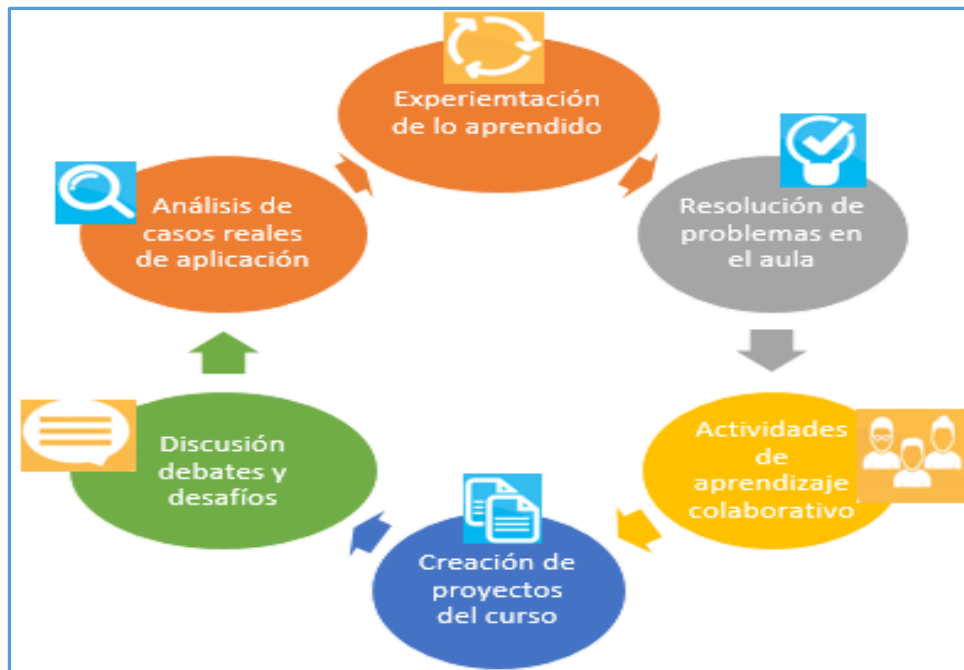 Experiemtación
de lo aprendido
Resolución de
problemas en
el aula
Actividades
de
aprendizaje
colaborativo
Creación de
proyectos
del curso
Discusión
debates y
desafíos
Análisis de
casos reales
de aplicación